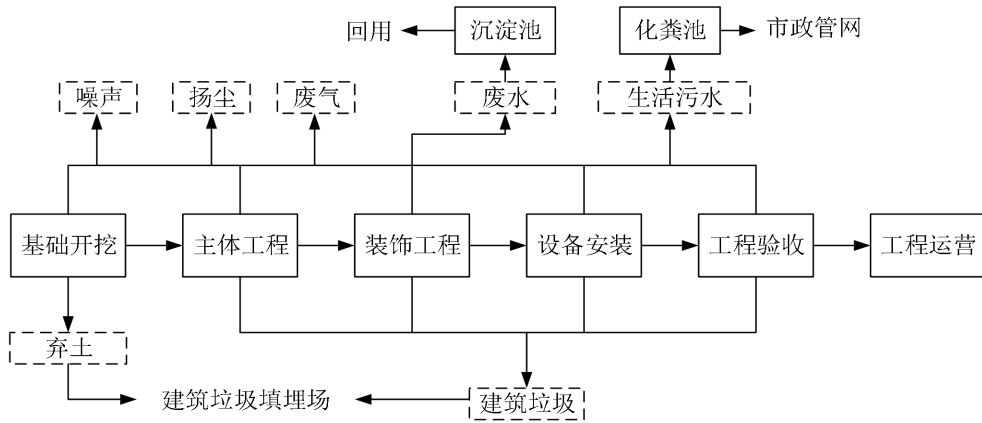 回用
沉淀池
化粪池
市政管网
噪声
扬尘
废气
废水
生活污水
基础开挖
主体工程
装饰工程
设备安装
工程验收
工程运营
弃土
建筑垃圾填埋场
建筑垃圾